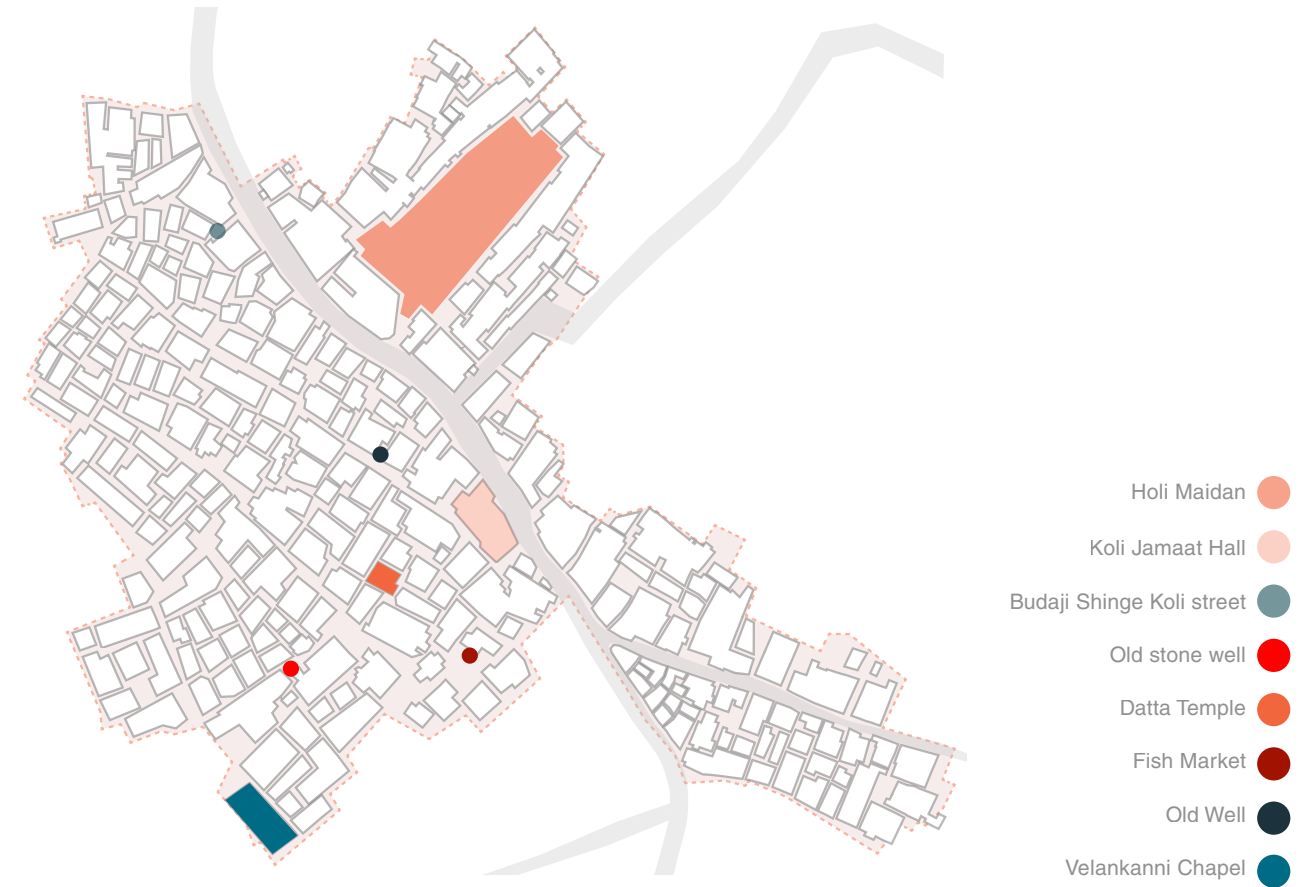 Holi Maidan
Koli Jamaat Hall
Budaji Shinge Koli street
Old stone well
Datta Temple
Fish Market
Old Well
Velankanni Chapel